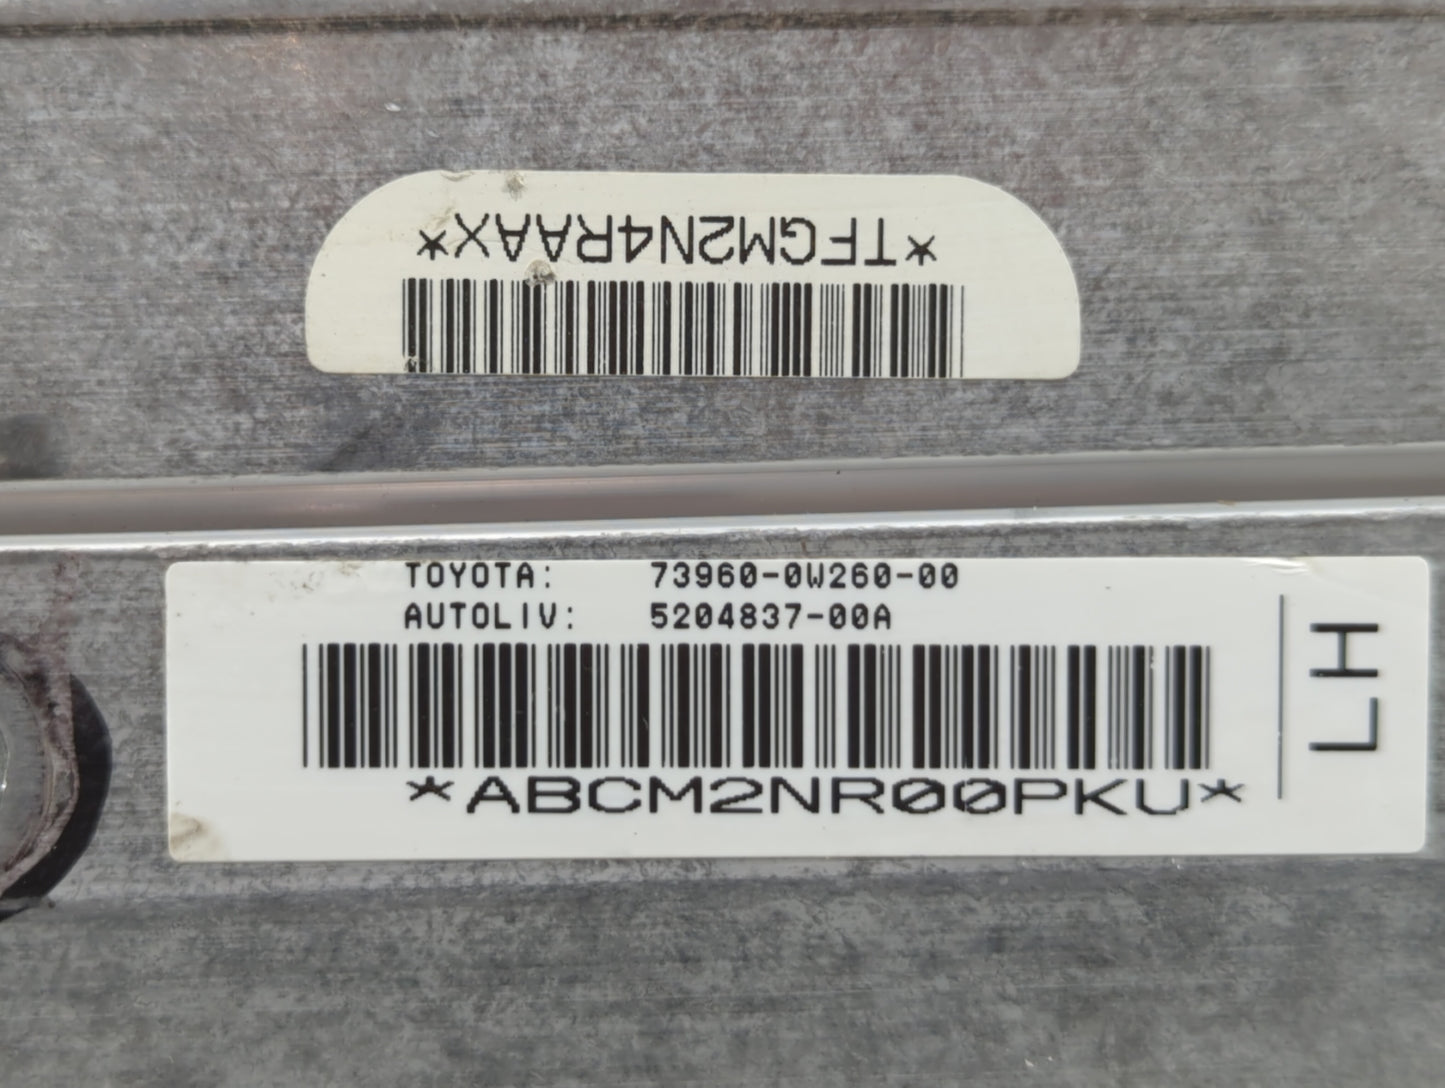 *TFGM2N4RAAX*
TOYOTA: 73960-0W260-00
AUTOLIV: 5204837-00A
*ABCM2NR00PKU*
LH